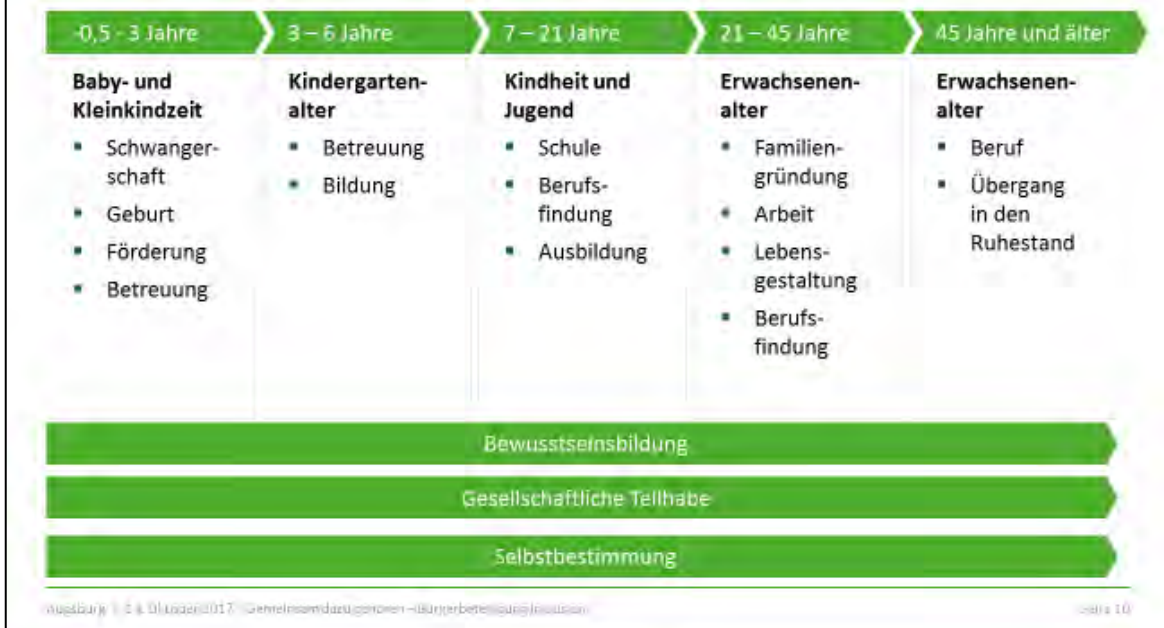 -0,5 - 3 Jahre
3 – 6 Jahre
7 – 21 Jahre
21 – 45 Jahre
45 Jahre und älter
Baby- und
Kleinkindzeit
▪ Schwanger-
schaft
▪ Geburt
▪ Förderung
▪ Betreuung
Kindergarten-
alter
▪ Betreuung
▪ Bildung
Kindheit und
Jugend
▪ Schule
▪ Berufs-
findung
▪ Ausbildung
Erwachsenen-
alter
▪ Familien-
gründung
▪ Arbeit
▪ Lebens-
gestaltung
▪ Berufs-
findung
Erwachsenen-
alter
▪ Beruf
▪ Übergang
in den
Ruhestand
Bewusstseinsbildung
Gesellschaftliche Teilhabe
Selbstbestimmung
Augsburg Oktober 2017
Seite 10